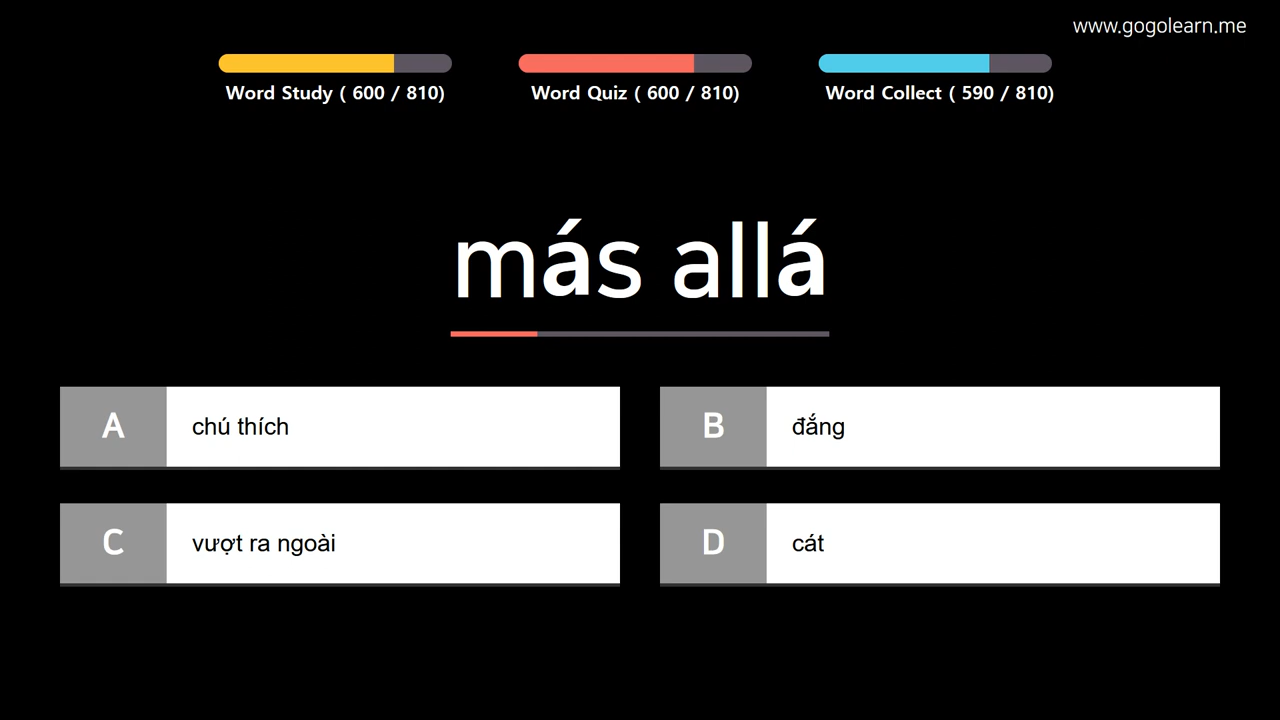 www.gogolearn.me
Word Study ( 600 / 810)
Word Quiz ( 600 / 810)
Word Collect ( 590 / 810)
más allá
A
chú thích
B
đắng
C
vượt ra ngoài
D
cát